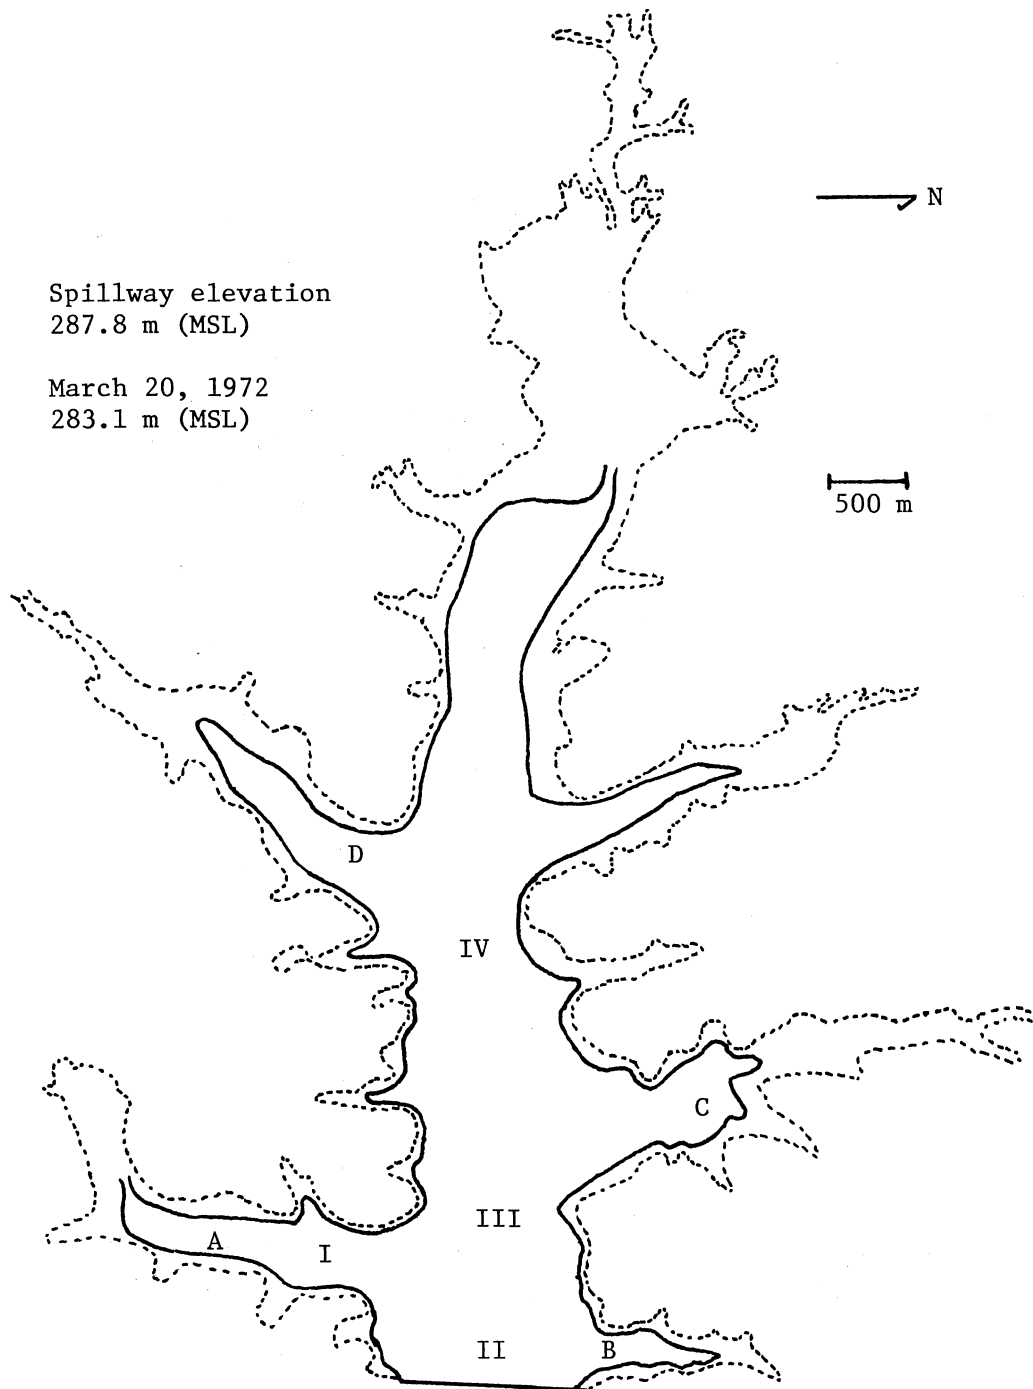 N
Spillway elevation
287.8 m (MSL)
March 20, 1972
283.1 m (MSL)
500 m
D
IV
C
III
A
I
II
B